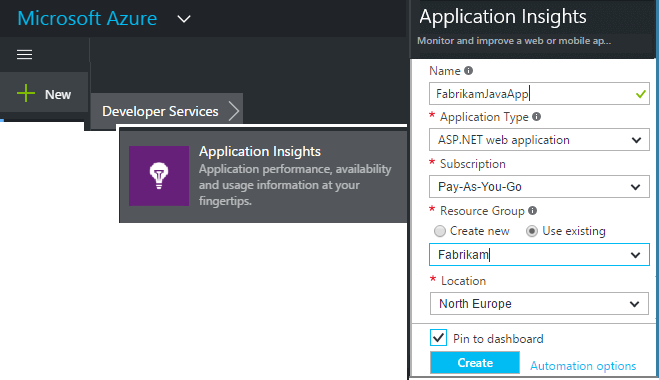 Microsoft Azure
New
Developer Services
Application Insights
Application performance, availability
and usage information at your
fingertips.
Application Insights
Monitor and improve a web or mobile ap...
Name
FabrikamJavaApp
* Application Type
ASP.NET web application
* Subscription
Pay-As-You-Go
* Resource Group
Create new Use existing
Fabrikam
* Location
North Europe
Pin to dashboard
Create Automation options